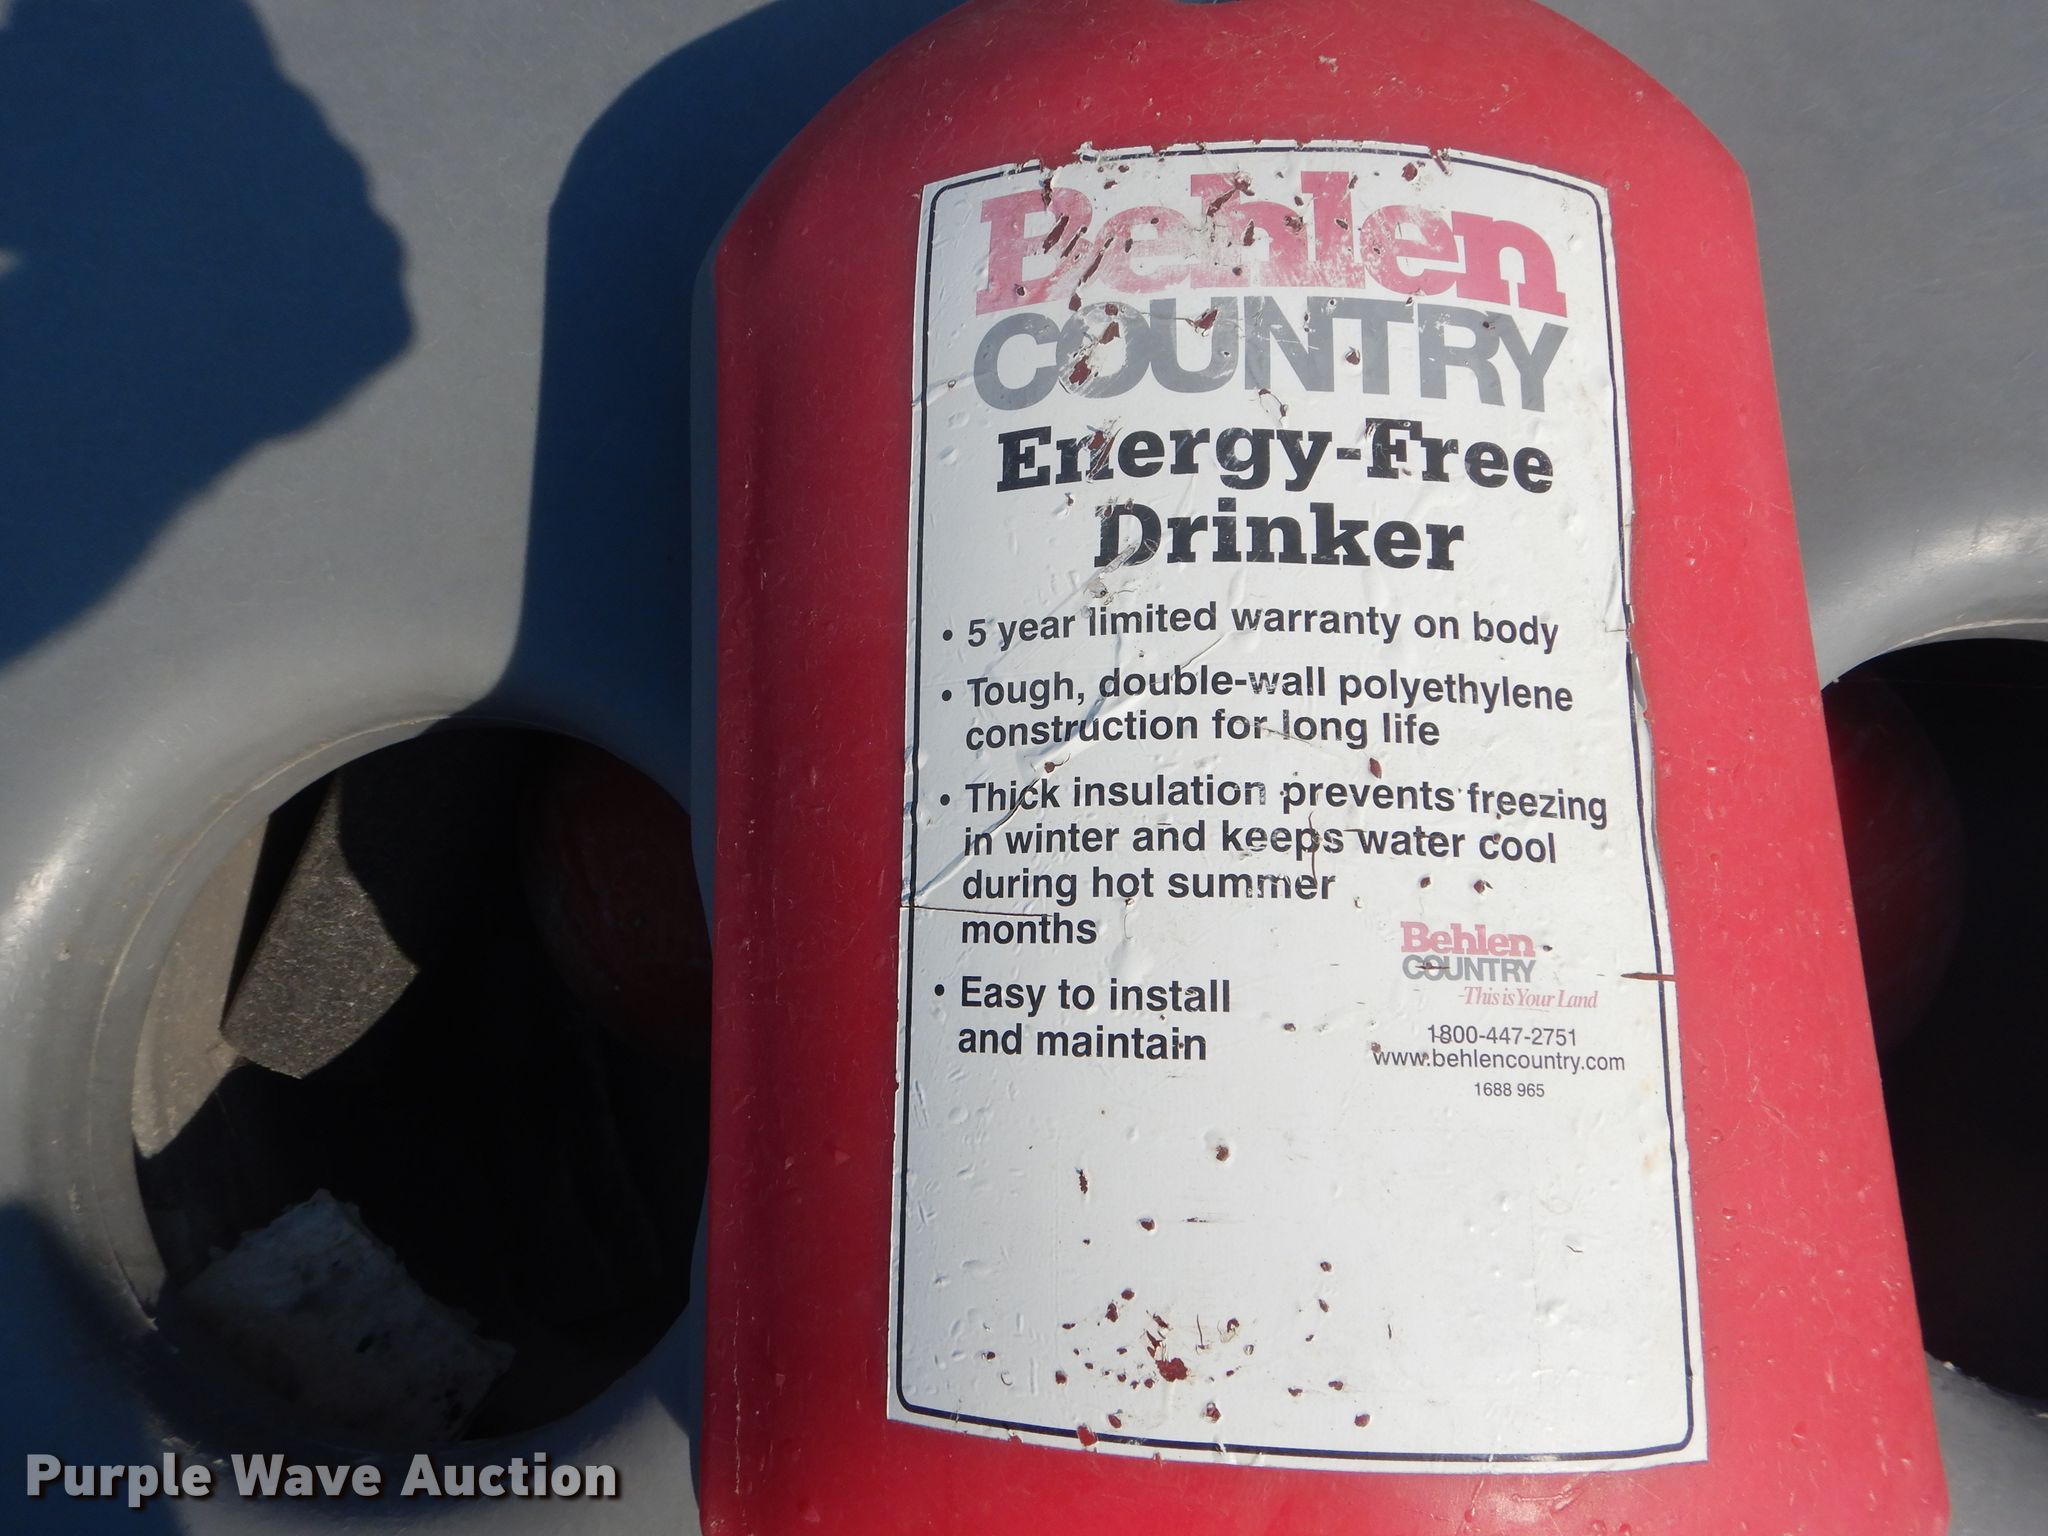 Behlen
COUNTRY
Energy-Free
Drinker
• 5 year limited warranty on body
• Tough, double-wall polyethylene
construction for long life
• Thick insulation prevents freezing
in winter and keeps water cool
during hot summer
months
• Easy to install
and maintain
Behlen
COUNTRY
-This is Your Land
1800-447-2751
www.behlencountry.com
1688 965
Purple Wave Auction